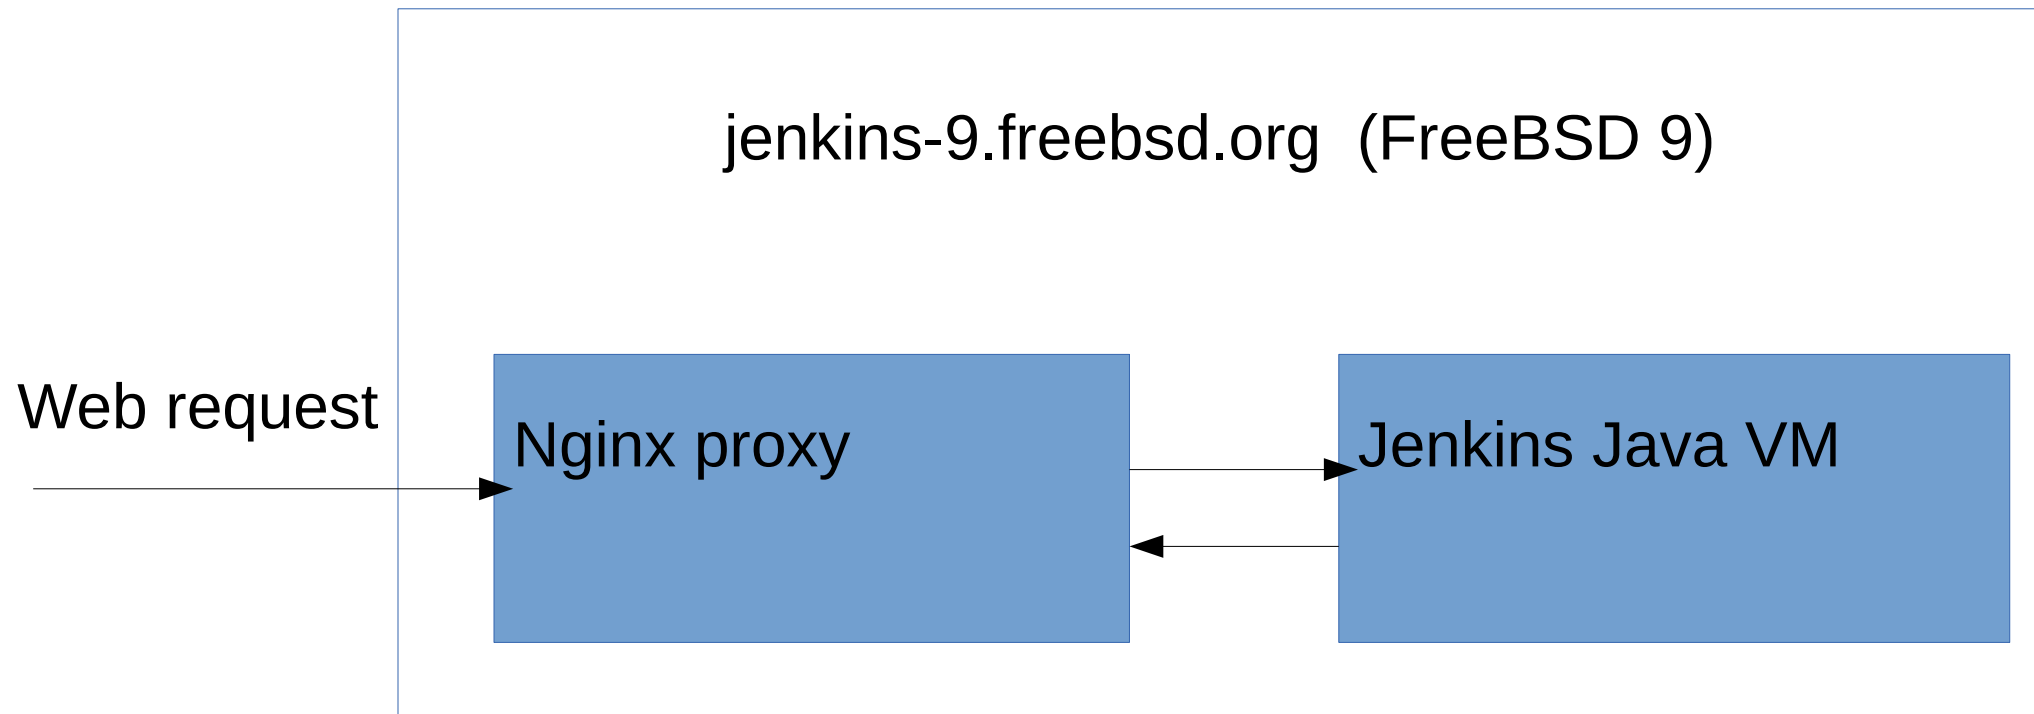 jenkins-9.freebsd.org (FreeBSD 9)
Web request
Nginx proxy
Jenkins Java VM